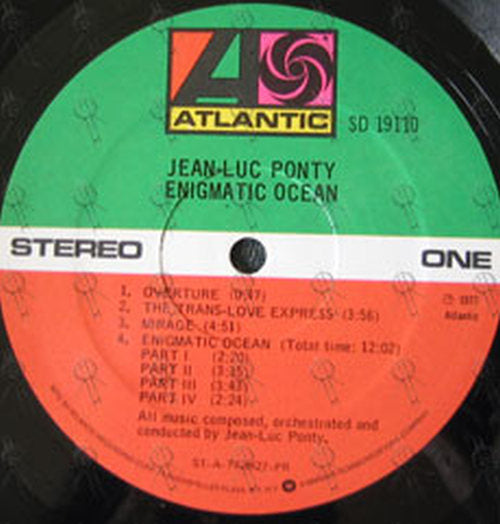 ATLANTIC
SD 19110
JEAN-LUC PONTY
ENIGMATIC OCEAN
STEREO
ONE
1. OVERTURE (0:47)
2. THE TRANS-LOVE EXPRESS (3:56)
3. MIRAGE (4:51)
4. ENIGMATIC OCEAN (Total time: 12:02)
PART I (2:20)
PART II (3:35)
PART III (3:43)
PART IV (2:24)
℗ 1977
Atlantic
All music composed, orchestrated and
conducted by Jean-Luc Ponty.